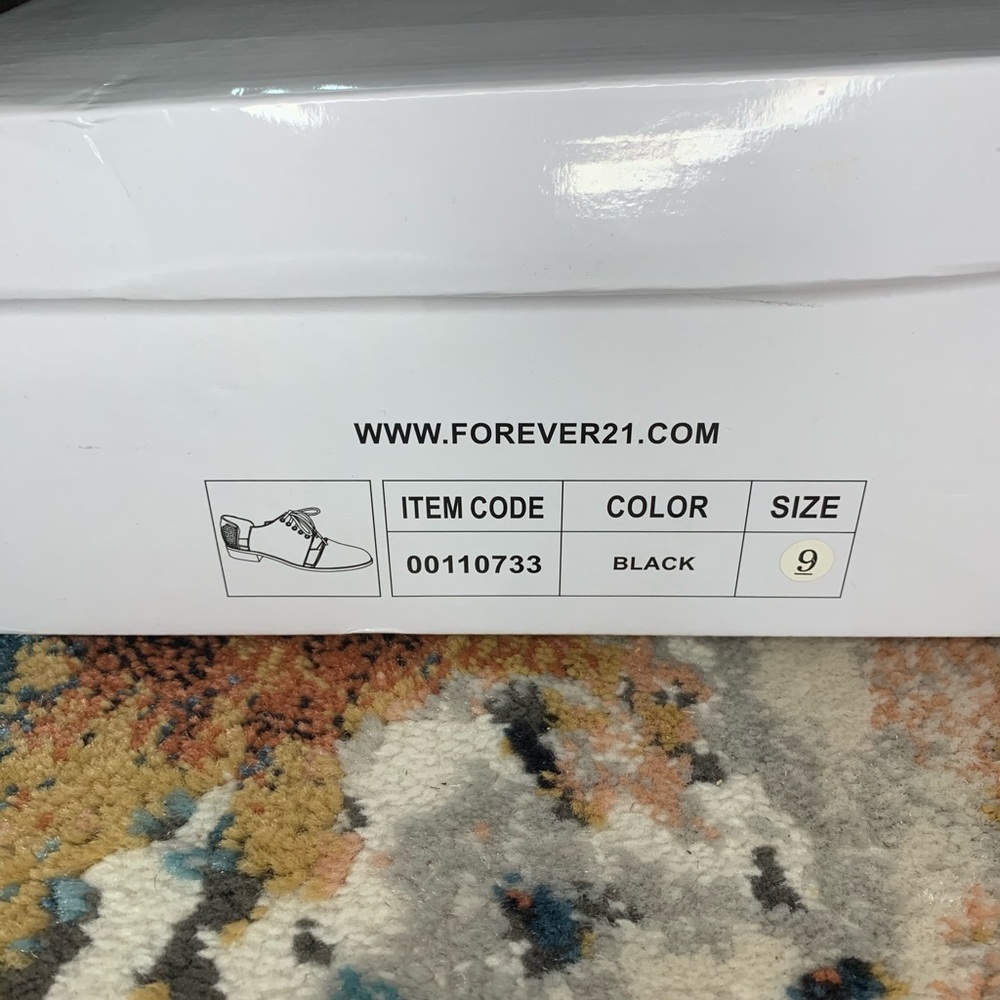 WWW.FOREVER21.COM
ITEM CODE COLOR SIZE
00110733 BLACK 9